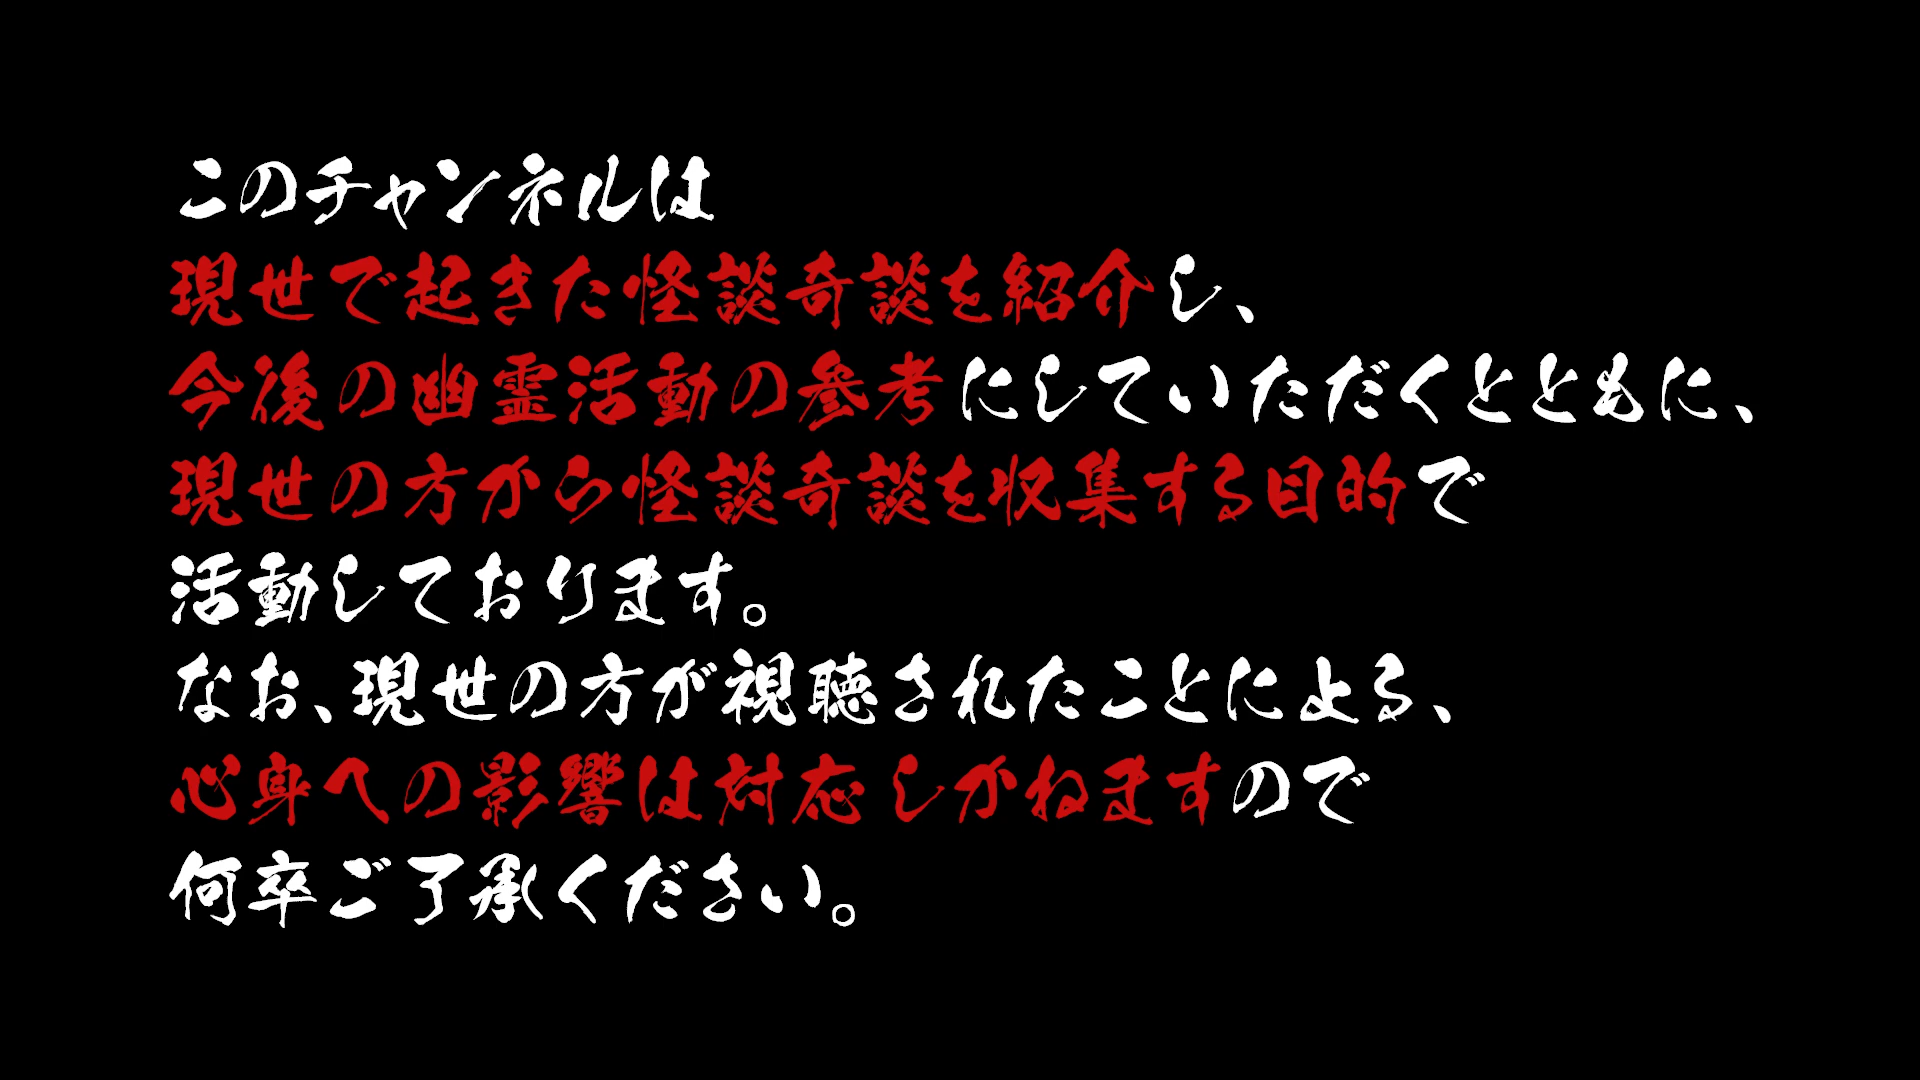 このチャンネルは
現世で起きた怪談奇談を紹介し、
今後の幽霊活動の参考にしていただくとともに、
現世の方から怪談奇談を収集する目的で
活動しております。
なお、現世の方が視聴されたことによる、
心身への影響は対応しかねますので
何卒ご了承ください。